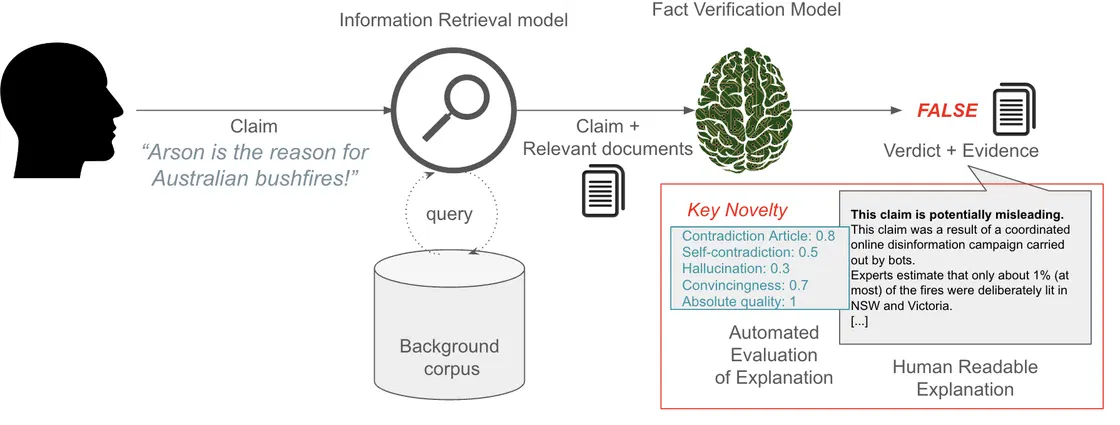 Information Retrieval model
Fact Verification Model
Claim
“Arson is the reason for
Australian bushfires!”
Claim +
Relevant documents
FALSE
Verdict + Evidence
query
Background
corpus
Key Novelty
Contradiction Article: 0.8
Self-contradiction: 0.5
Hallucination: 0.3
Convincingness: 0.7
Absolute quality: 1
Automated
Evaluation
of Explanation
This claim is potentially misleading.
This claim was a result of a coordinated
online disinformation campaign carried
out by bots.
Experts estimate that only about 1% (at
most) of the fires were deliberately lit in
NSW and Victoria.
[...]
Human Readable
Explanation